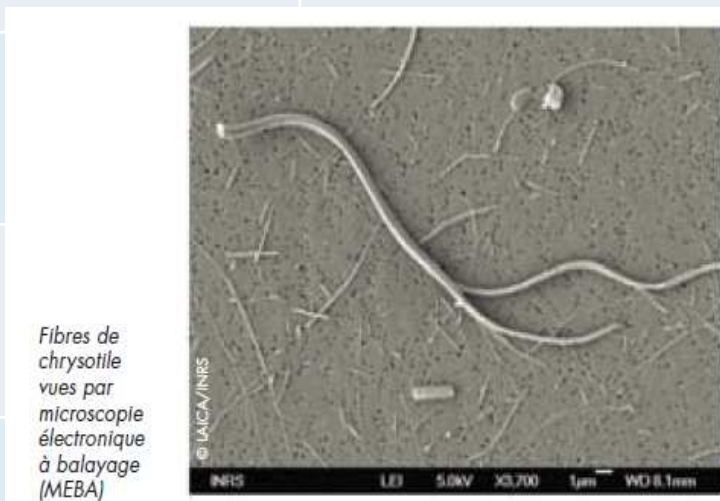 Fibres de
chrysotile
vues par
microscopie
électronique
à balayage
(MEBA)
© LAICA/INRS
INRS LEI 5.0kV X3,700 1µm WD 8.1mm